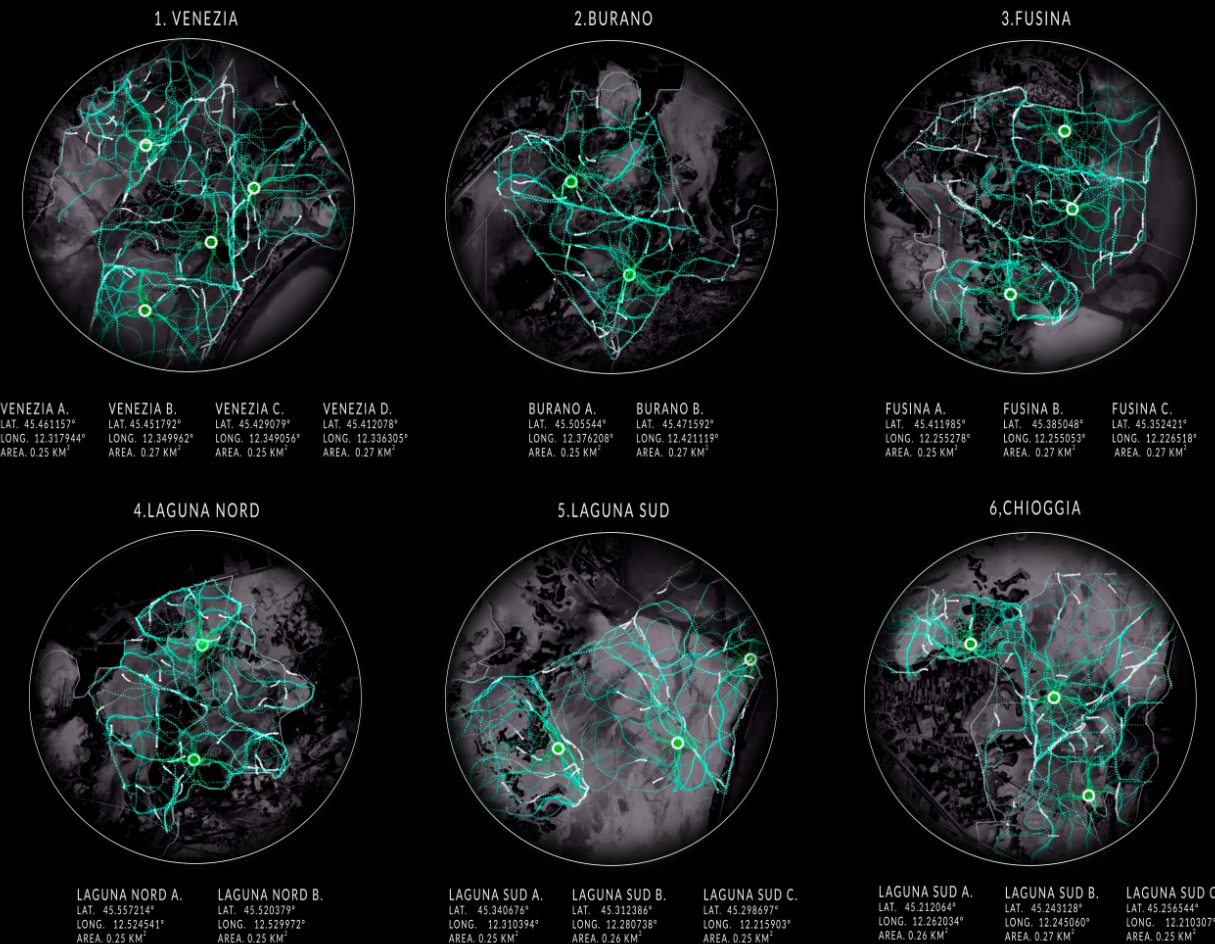 1. VENEZIA
2.BURANO
3.FUSINA
VENEZIA A.
LAT. 45.461157°
LONG. 12.317944°
AREA. 0.25 KM²
VENEZIA B.
LAT. 45.451792°
LONG. 12.349962°
AREA. 0.27 KM²
VENEZIA C.
LAT. 45.429079°
LONG. 12.349056°
AREA. 0.25 KM²
VENEZIA D.
LAT. 45.412078°
LONG. 12.336305°
AREA. 0.27 KM²
BURANO A.
LAT. 45.505544°
LONG. 12.376208°
AREA. 0.25 KM²
BURANO B.
LAT. 45.471592°
LONG. 12.421119°
AREA. 0.27 KM²
FUSINA A.
LAT. 45.411985°
LONG. 12.255278°
AREA. 0.25 KM²
FUSINA B.
LAT. 45.385048°
LONG. 12.255053°
AREA. 0.27 KM²
FUSINA C.
LAT. 45.352421°
LONG. 12.226518°
AREA. 0.27 KM²
4.LAGUNA NORD
5.LAGUNA SUD
6,CHIOGGIA
LAGUNA NORD A.
LAT. 45.557214°
LONG. 12.524541°
AREA. 0.25 KM²
LAGUNA NORD B.
LAT. 45.520379°
LONG. 12.529972°
AREA. 0.25 KM²
LAGUNA SUD A.
LAT. 45.340676°
LONG. 12.310394°
AREA. 0.25 KM²
LAGUNA SUD B.
LAT. 45.312386°
LONG. 12.280738°
AREA. 0.26 KM²
LAGUNA SUD C.
LAT. 45.298697°
LONG. 12.215903°
AREA. 0.25 KM²
LAGUNA SUD A.
LAT. 45.212064°
LONG. 12.262034°
AREA. 0.26 KM²
LAGUNA SUD B.
LAT. 45.243128°
LONG. 12.245060°
AREA. 0.27 KM²
LAGUNA SUD C
LAT. 45.256544°
LONG. 12.210307°
AREA. 0.25 KM²